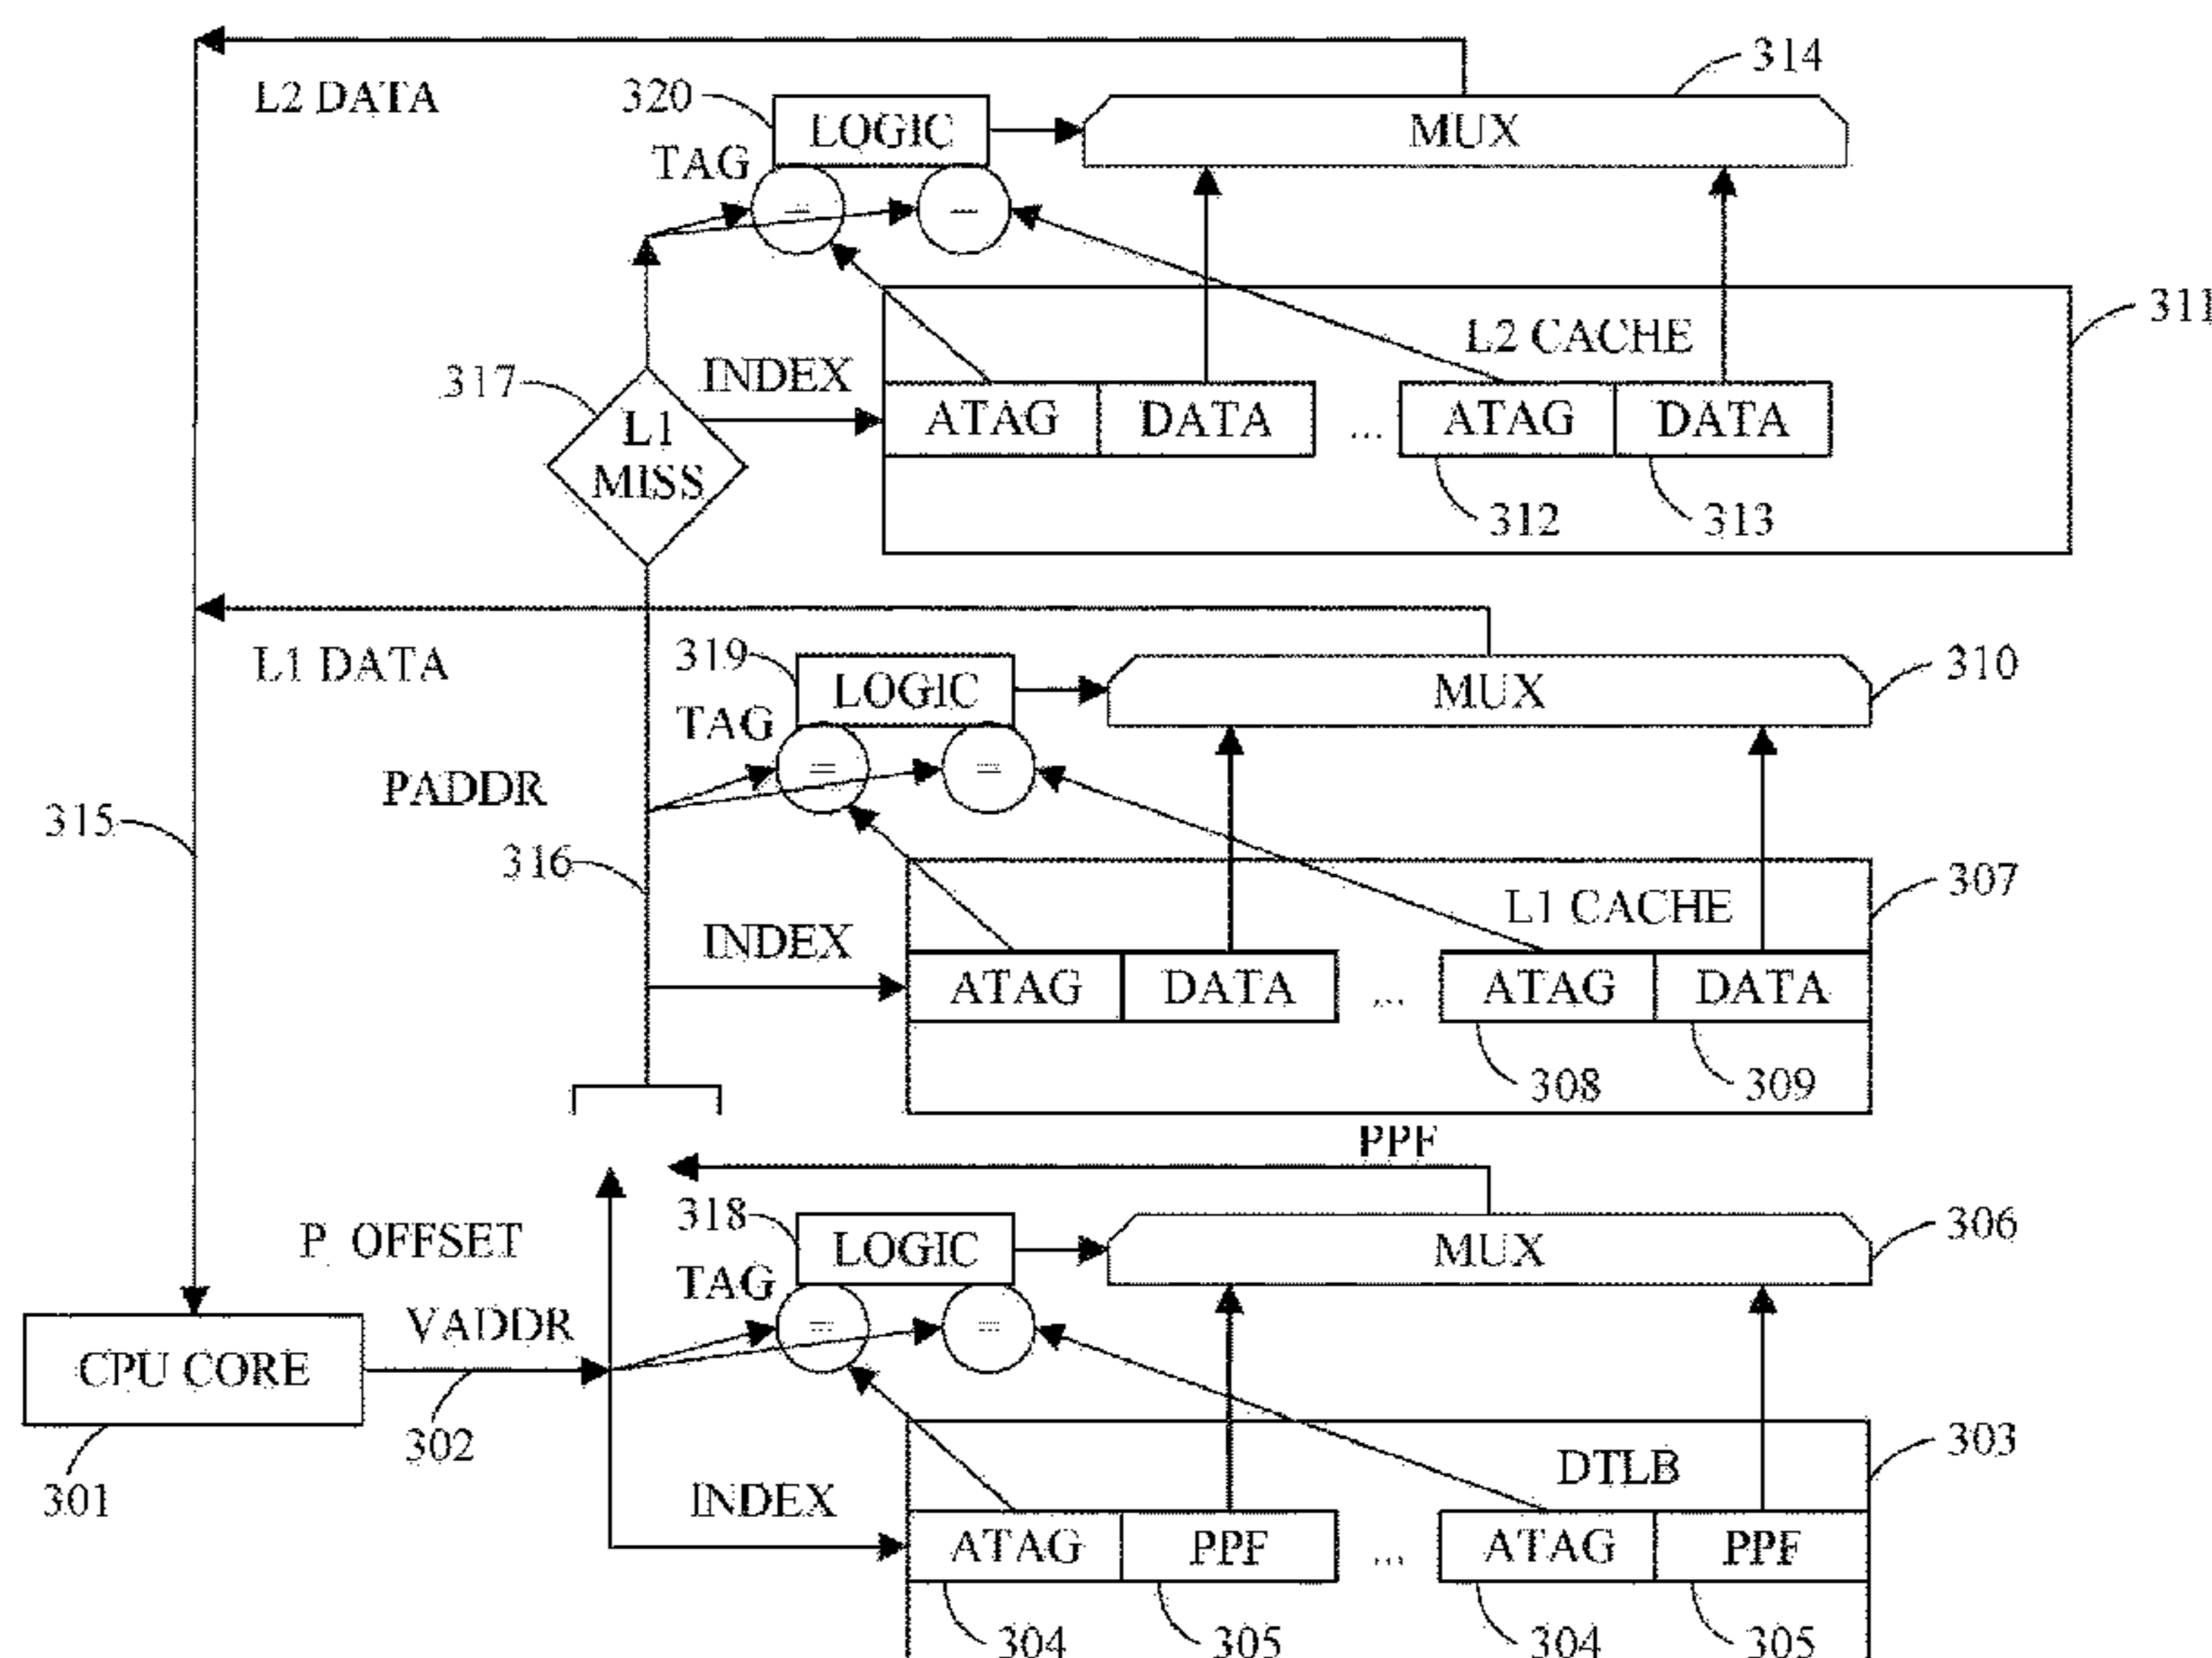 314
L2 DATA
320
LOGIC
MUX
TAG
=
=
311
L2 CACHE
317
INDEX
L1
MISS
ATAG
DATA
...
ATAG
DATA
312
313
L1 DATA
319
LOGIC
MUX
310
TAG
=
=
PADDR
315
316
307
L1 CACHE
INDEX
ATAG
DATA
...
ATAG
DATA
308
309
PPF
318
P_OFFSET
LOGIC
MUX
306
TAG
=
=
VADDR
CPU CORE
302
303
DTLB
301
INDEX
ATAG
PPF
...
ATAG
PPF
304
305
304
305